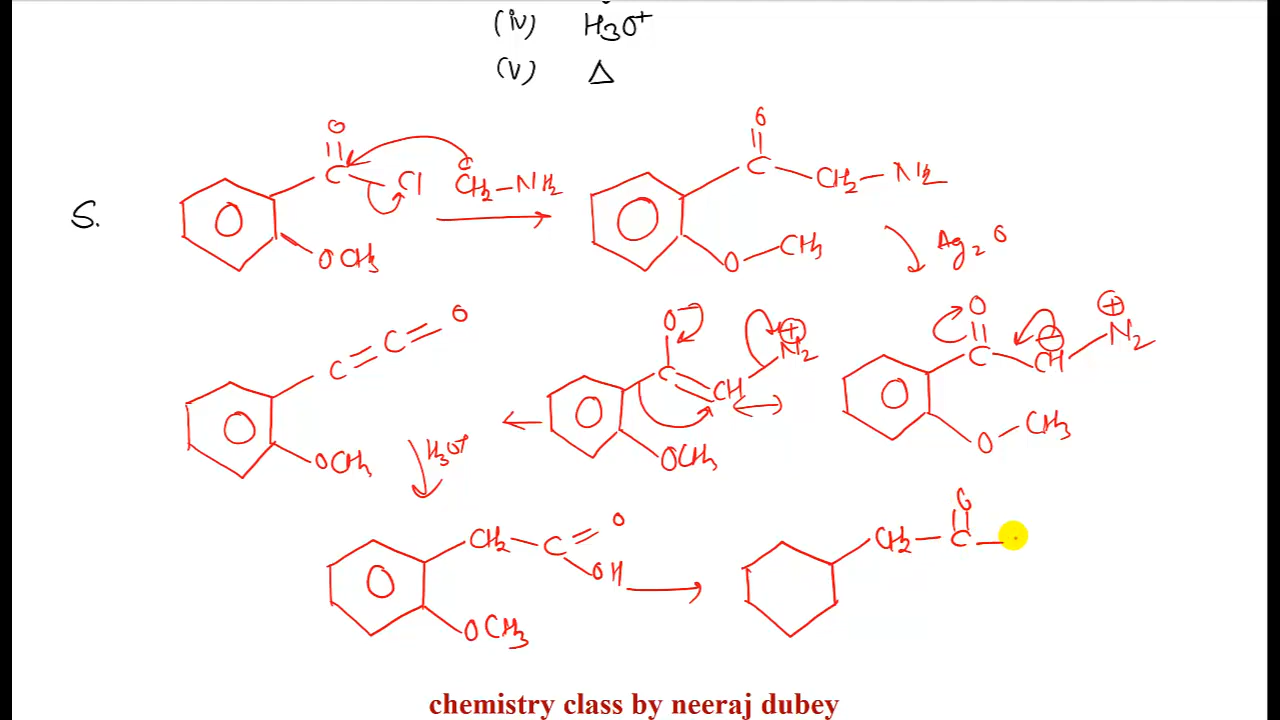 (iv) H3O+
(v) Δ
S.
O
C
Cl
OCH3
CH2-NH2
O
C
CH2-NH2
O-CH3
Ag2O
C=C=O
OCH3
H3O+
O-
C=CH
N2
+
OCH3
O
C
CH
-
N2
+
O-CH3
CH2-C=O
OH
OCH3
CH2-C-
O
chemistry class by neeraj dubey